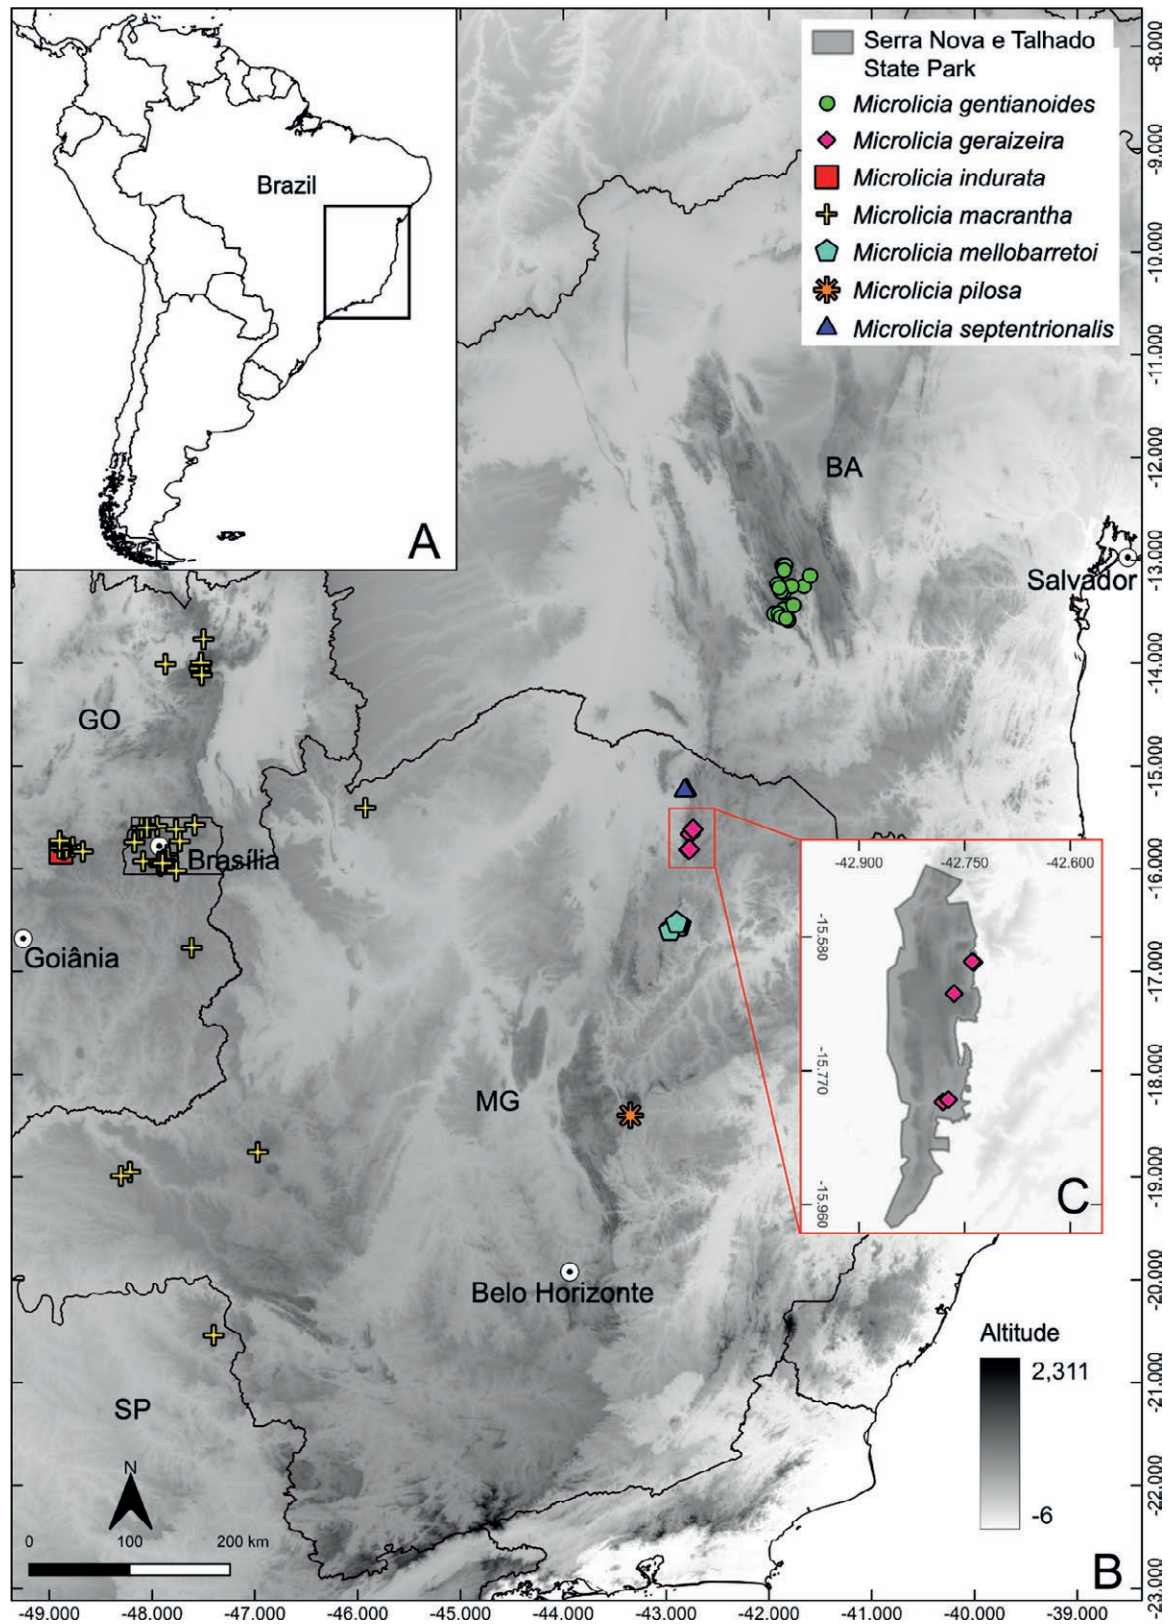 Serra Nova e Talhado
State Park
Microlicia gentianoides
Microlicia geraizeira
Microlicia indurata
Microlicia macrantha
Microlicia mellobarretoi
Microlicia pilosa
Microlicia septentrionalis
Brazil
A
BA
Salvador
GO
Brasília
Goiânia
MG
Belo Horizonte
SP
N
0 100 200 km
-42.900 -42.750 -42.600
-15.580
-15.770
-15.960
C
Altitude
2,311
-6
B
-8.000
-9.000
-10.000
-11.000
-12.000
-13.000
-14.000
-15.000
-16.000
-17.000
-18.000
-19.000
-20.000
-21.000
-22.000
-23.000
-49.000 -48.000 -47.000 -46.000 -45.000 -44.000 -43.000 -42.000 -41.000 -40.000 -39.000